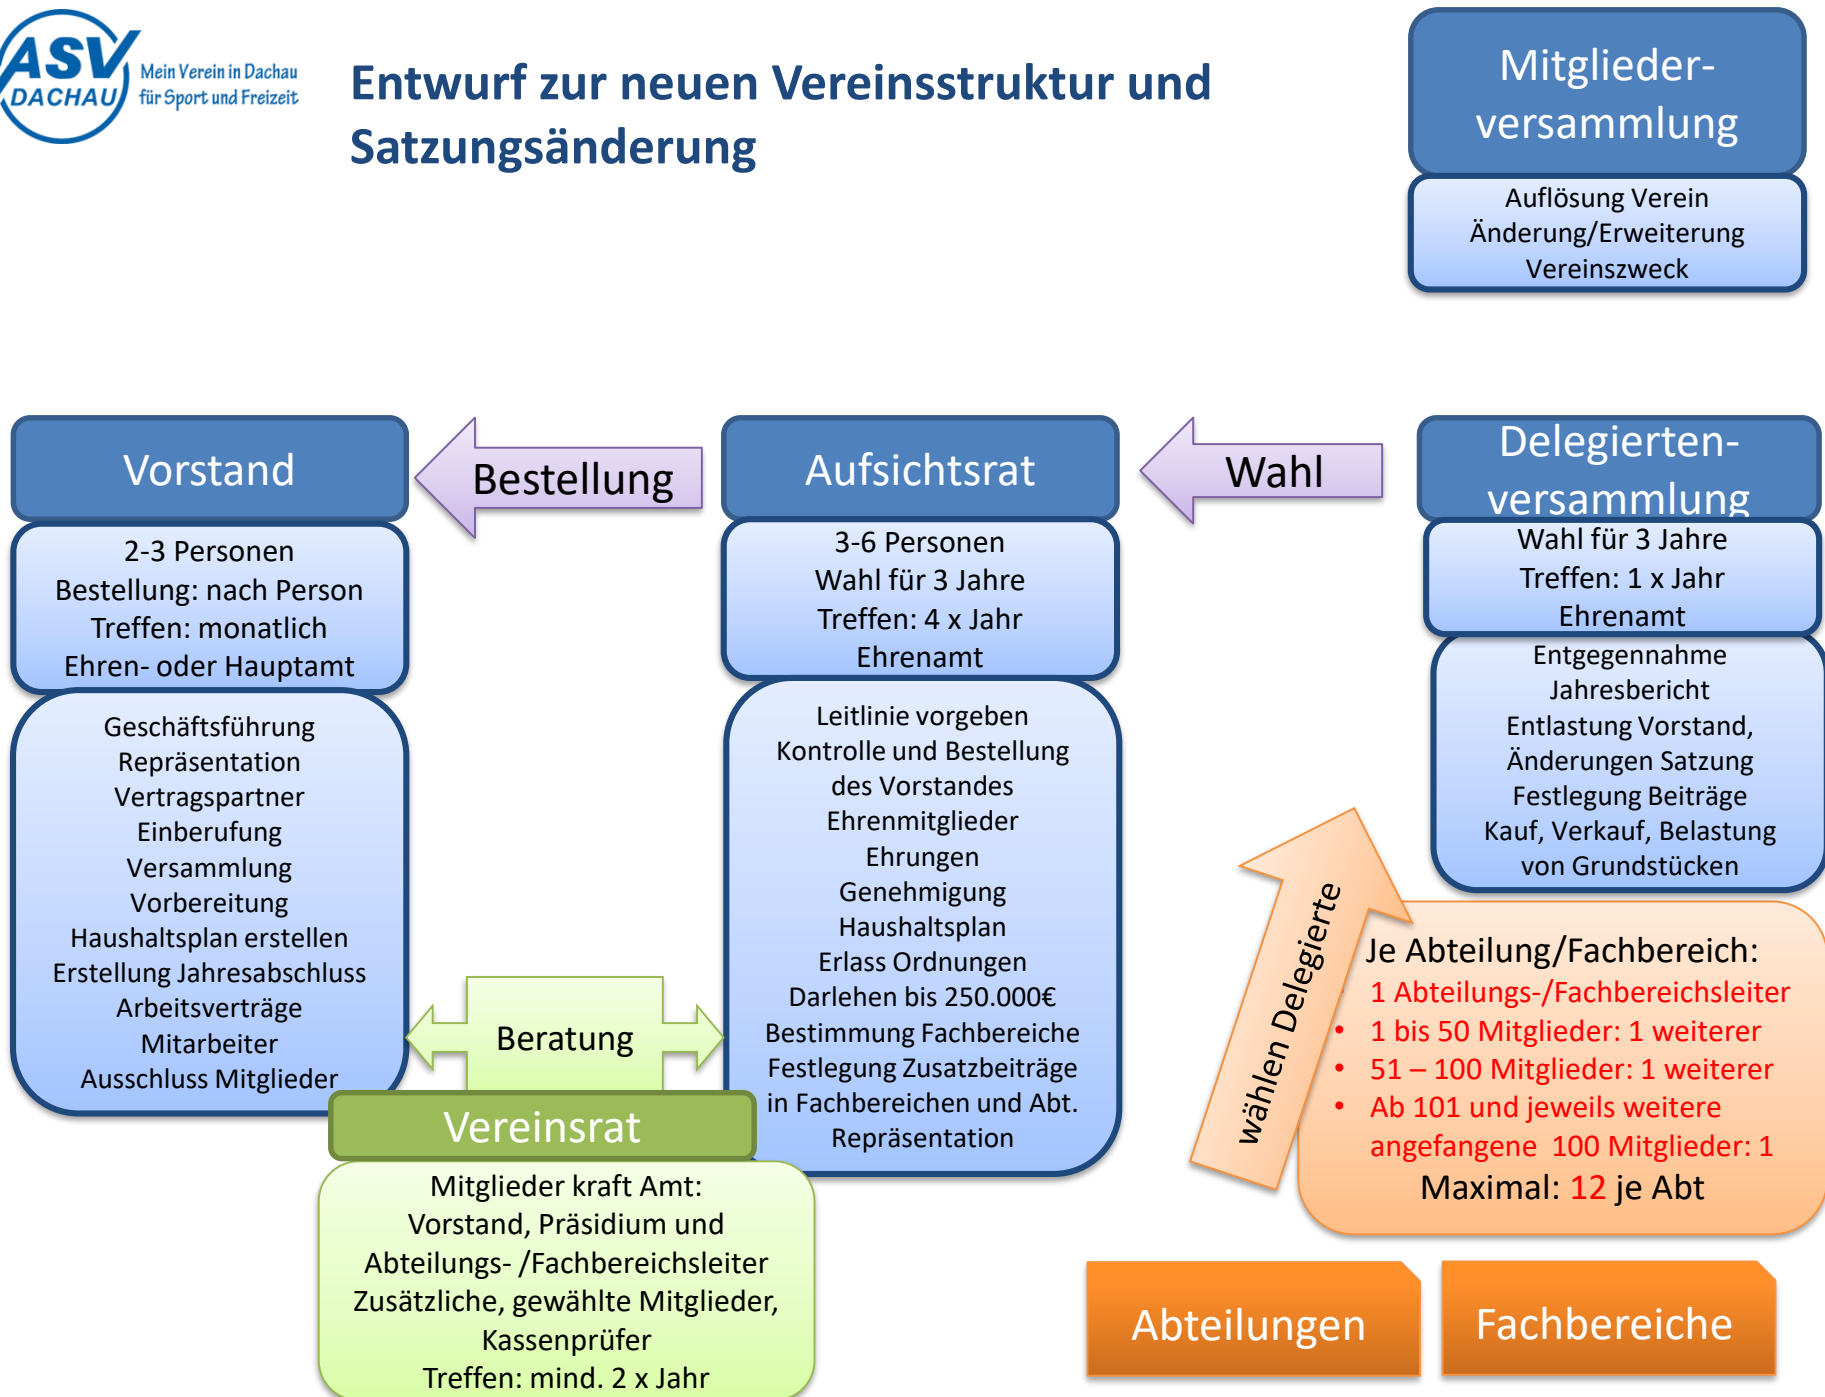 ASV
DACHAU
Mein Verein in Dachau
für Sport und Freizeit
Entwurf zur neuen Vereinsstruktur und
Satzungsänderung
Mitglieder-
versammlung
Auflösung Verein
Änderung/Erweiterung
Vereinszweck
Vorstand
2-3 Personen
Bestellung: nach Person
Treffen: monatlich
Ehren- oder Hauptamt
Geschäftsführung
Repräsentation
Vertragspartner
Einberufung
Versammlung
Vorbereitung
Haushaltsplan erstellen
Erstellung Jahresabschluss
Arbeitsverträge
Mitarbeiter
Ausschluss Mitglieder
Bestellung
Aufsichtsrat
3-6 Personen
Wahl für 3 Jahre
Treffen: 4 x Jahr
Ehrenamt
Leitlinie vorgeben
Kontrolle und Bestellung
des Vorstandes
Ehrenmitglieder
Ehrungen
Genehmigung
Haushaltsplan
Erlass Ordnungen
Darlehen bis 250.000€
Bestimmung Fachbereiche
Festlegung Zusatzbeiträge
in Fachbereichen und Abt.
Repräsentation
Wahl
Delegierten-
versammlung
Wahl für 3 Jahre
Treffen: 1 x Jahr
Ehrenamt
Entgegennahme
Jahresbericht
Entlastung Vorstand,
Änderungen Satzung
Festlegung Beiträge
Kauf, Verkauf, Belastung
von Grundstücken
wählen Delegierte
Je Abteilung/Fachbereich:
1 Abteilungs-/Fachbereichsleiter
• 1 bis 50 Mitglieder: 1 weiterer
• 51 – 100 Mitglieder: 1 weiterer
• Ab 101 und jeweils weitere
angefangene 100 Mitglieder: 1
Maximal: 12 je Abt
Beratung
Vereinsrat
Mitglieder kraft Amt:
Vorstand, Präsidium und
Abteilungs- /Fachbereichsleiter
Zusätzliche, gewählte Mitglieder,
Kassenprüfer
Treffen: mind. 2 x Jahr
Abteilungen
Fachbereiche